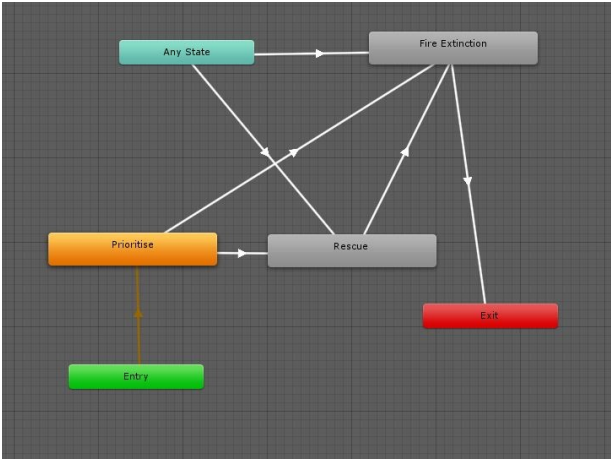 Any State
Fire Extinction
Prioritise
Rescue
Exit
Entry